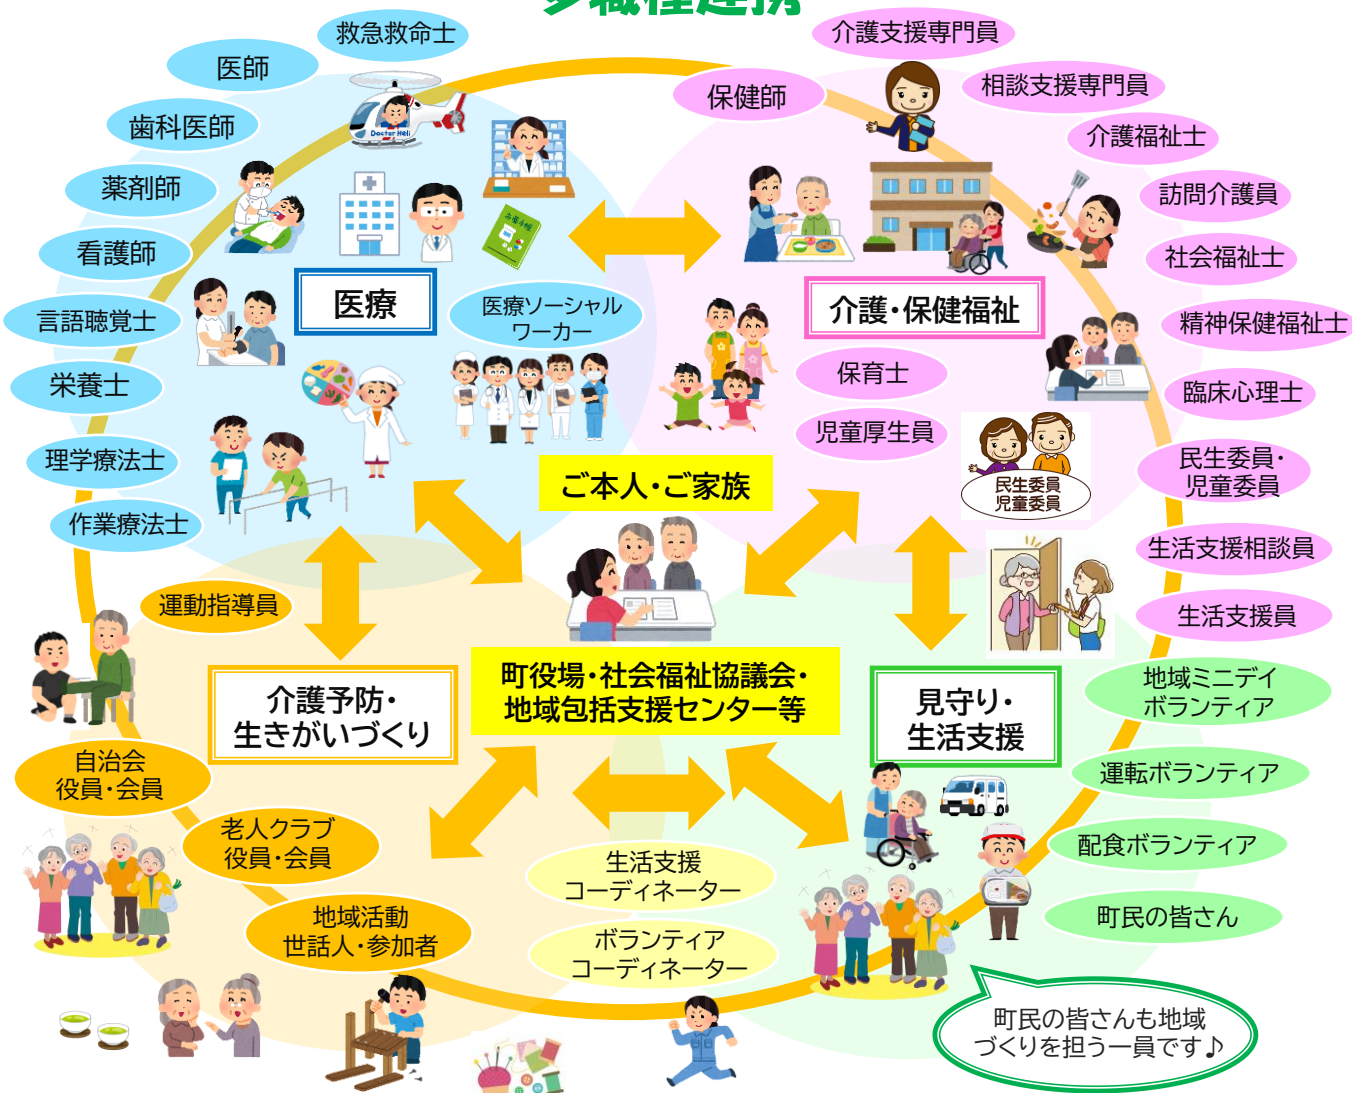 多職種連携
救急救命士
医師
歯科医師
薬剤師
看護師
言語聴覚士
栄養士
理学療法士
作業療法士
Doctor Heli
お薬手帳
医療
医療ソーシャル
ワーカー
介護支援専門員
保健師
相談支援専門員
介護福祉士
訪問介護員
社会福祉士
精神保健福祉士
臨床心理士
民生委員・
児童委員
生活支援相談員
生活支援員
介護・保健福祉
保育士
児童厚生員
民生委員
児童委員
ご本人・ご家族
町役場・社会福祉協議会・
地域包括支援センター等
運動指導員
介護予防・
生きがいづくり
自治会
役員・会員
老人クラブ
役員・会員
地域活動
世話人・参加者
生活支援
コーディネーター
ボランティア
コーディネーター
見守り・
生活支援
地域ミニデイ
ボランティア
運転ボランティア
配食ボランティア
町民の皆さん
町民の皆さんも地域
づくりを担う一員です♪